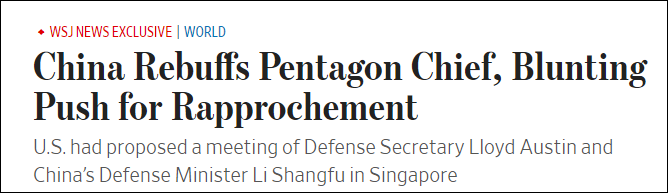 WSJ NEWS EXCLUSIVE | WORLD
China Rebuffs Pentagon Chief, Blunting
Push for Rapprochement
U.S. had proposed a meeting of Defense Secretary Lloyd Austin and
China’s Defense Minister Li Shangfu in Singapore